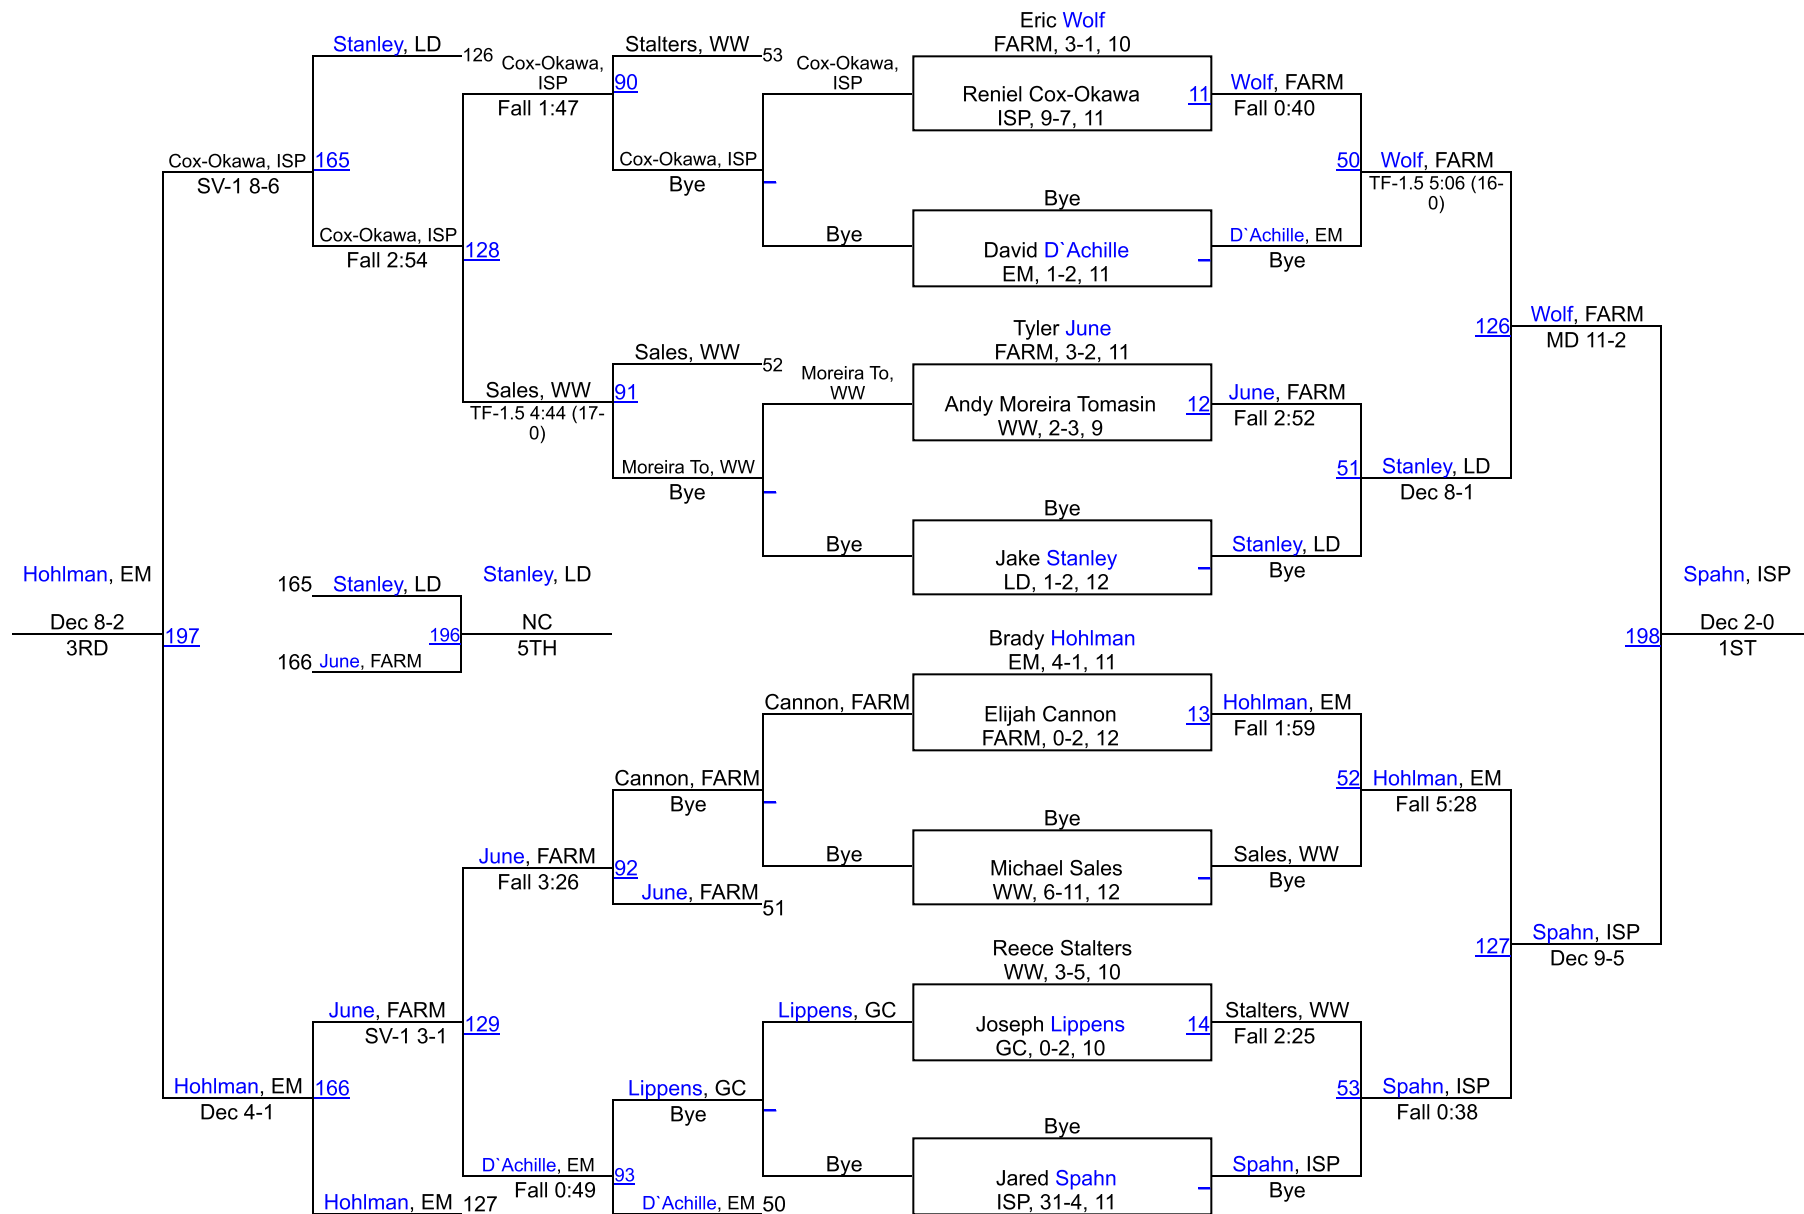 Eric Wolf
FARM, 3-1, 10
Stanley, LD
126
Stalters, WW
53
Cox-Okawa,
ISP
Fall 1:47
90
Cox-Okawa,
ISP
Reniel Cox-Okawa
ISP, 9-7, 11
11
Wolf, FARM
Fall 0:40
Cox-Okawa, ISP
SV-1 8-6
165
Cox-Okawa, ISP
Bye
50
Wolf, FARM
TF-1.5 5:06 (16-
0)
Bye
Cox-Okawa, ISP
Fall 2:54
128
Bye
David D`Achille
EM, 1-2, 11
D`Achille, EM
Bye
Tyler June
FARM, 3-2, 11
126
Wolf, FARM
MD 11-2
Sales, WW
52
Sales, WW
TF-1.5 4:44 (17-
0)
91
Moreira To,
WW
Andy Moreira Tomasin
WW, 2-3, 9
12
June, FARM
Fall 2:52
Moreira To, WW
Bye
51
Stanley, LD
Dec 8-1
Bye
Bye
Jake Stanley
LD, 1-2, 12
Stanley, LD
Bye
Hohlman, EM
Dec 8-2
3RD
197
165
Stanley, LD
Stanley, LD
196
NC
5TH
166
June, FARM
Spahn, ISP
198
Dec 2-0
1ST
Brady Hohlman
EM, 4-1, 11
Cannon, FARM
Elijah Cannon
FARM, 0-2, 12
13
Hohlman, EM
Fall 1:59
Cannon, FARM
Bye
52
Hohlman, EM
Fall 5:28
Bye
June, FARM
Fall 3:26
92
Bye
Michael Sales
WW, 6-11, 12
Sales, WW
Bye
June, FARM
51
127
Spahn, ISP
Dec 9-5
Reece Stalters
WW, 3-5, 10
June, FARM
SV-1 3-1
129
Lippens, GC
Joseph Lippens
GC, 0-2, 10
14
Stalters, WW
Fall 2:25
Hohlman, EM
Dec 4-1
166
Lippens, GC
Bye
53
Spahn, ISP
Fall 0:38
Bye
D`Achille, EM
Fall 0:49
93
Bye
Jared Spahn
ISP, 31-4, 11
Spahn, ISP
Bye
Hohlman, EM
127
D`Achille, EM
50